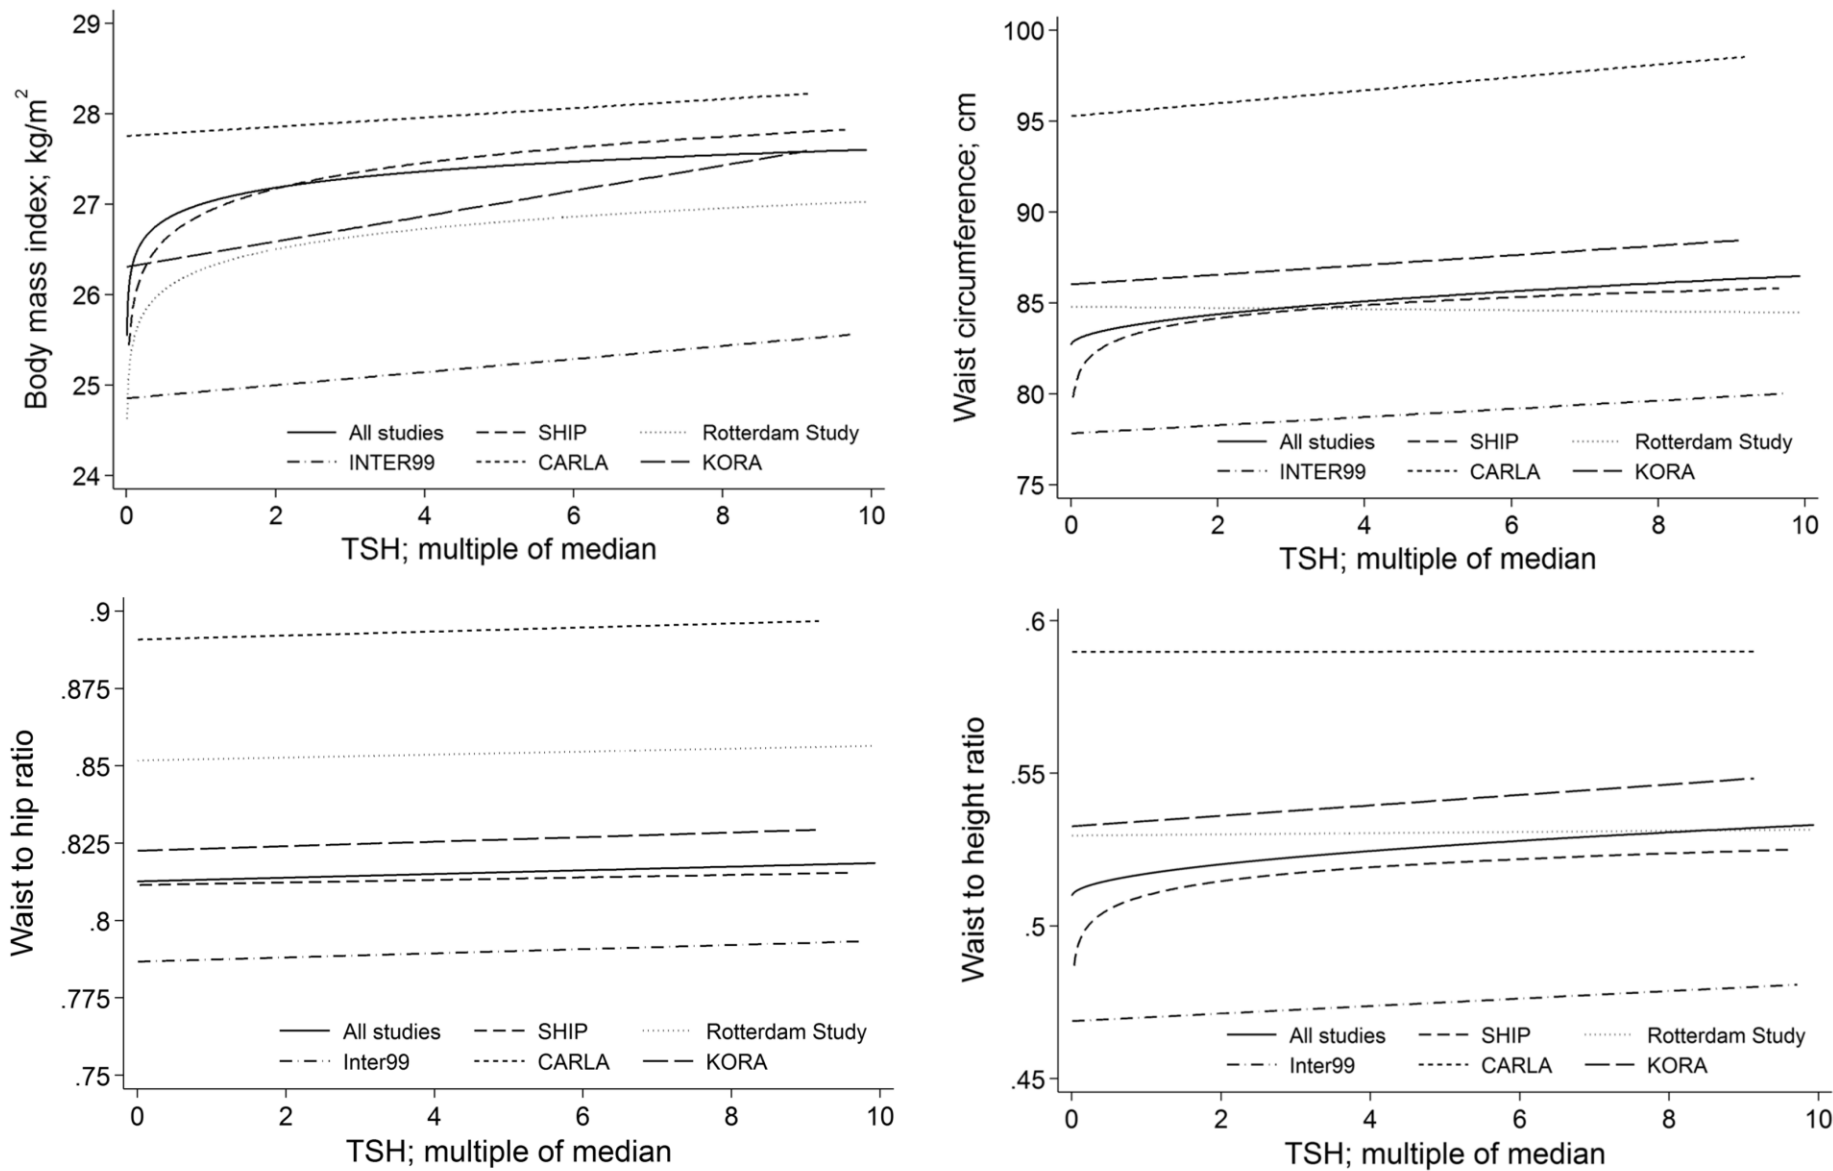 Body mass index; kg/m²
29
28
27
26
25
24
0 2 4 6 8 10
TSH; multiple of median
All studies SHIP Rotterdam Study
INTER99 CARLA KORA
Waist circumference; cm
100
95
90
85
80
75
0 2 4 6 8 10
TSH; multiple of median
All studies SHIP Rotterdam Study
INTER99 CARLA KORA
Waist to hip ratio
.9
.875
.85
.825
.8
.775
.75
0 2 4 6 8 10
TSH; multiple of median
All studies SHIP Rotterdam Study
Inter99 CARLA KORA
Waist to height ratio
.6
.55
.5
.45
0 2 4 6 8 10
TSH; multiple of median
All studies SHIP Rotterdam Study
Inter99 CARLA KORA